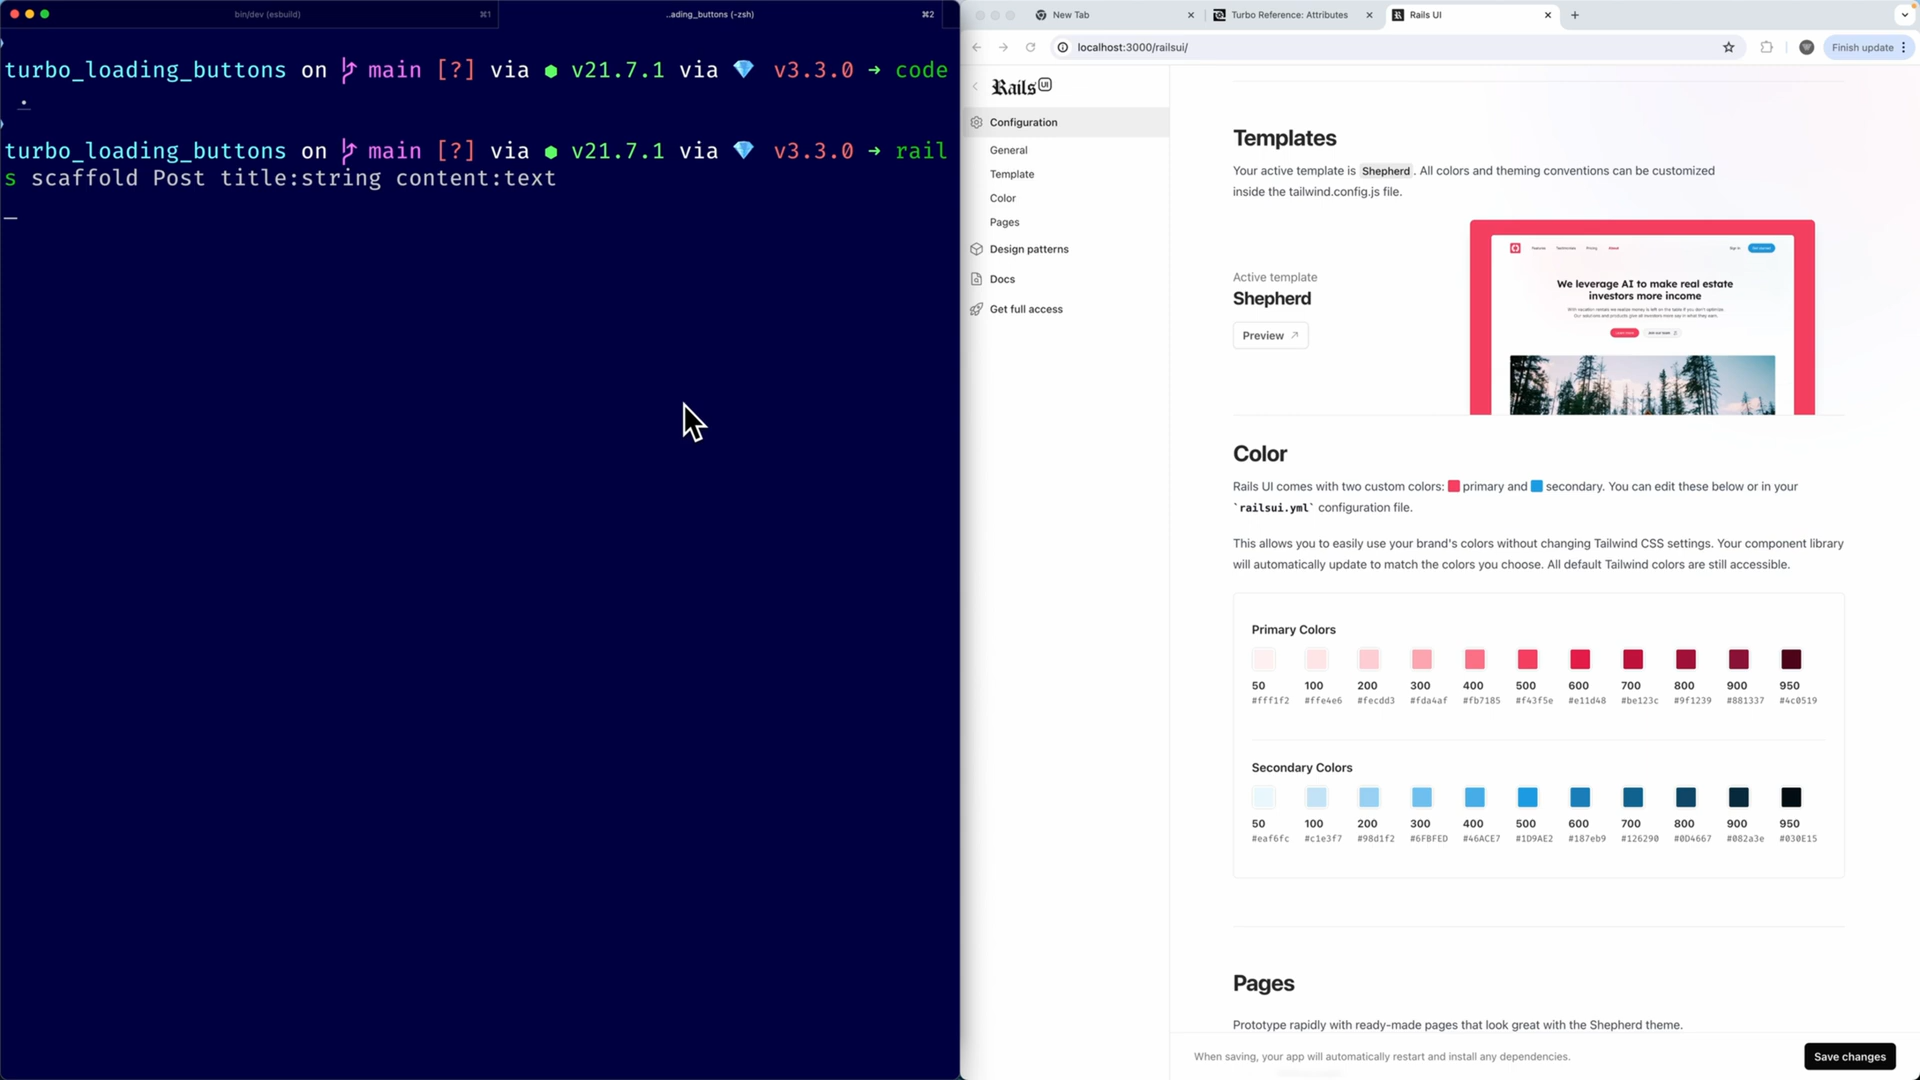 bin/dev (esbuild) ⌘1
..ading_buttons (-zsh) ⌘2
turbo_loading_buttons on main [?] via v21.7.1 via v3.3.0 → code
.
turbo_loading_buttons on main [?] via v21.7.1 via v3.3.0 → rail
s scaffold Post title:string content:text
New Tab
Turbo Reference: Attributes
Rails UI
localhost:3000/railsui/
Finish update
Rails UI
Configuration
General
Template
Color
Pages
Design patterns
Docs
Get full access
Templates
Your active template is Shepherd. All colors and theming conventions can be customized
inside the tailwind.config.js file.
Active template
Shepherd
Preview
Features Testimonials Pricing About Sign in
We leverage AI to make real estate
investors more income
Color
Rails UI comes with two custom colors: primary and secondary. You can edit these below or in your
`railsui.yml` configuration file.
This allows you to easily use your brand's colors without changing Tailwind CSS settings. Your component library
will automatically update to match the colors you choose. All default Tailwind colors are still accessible.
Primary Colors
50 100 200 300 400 500 600 700 800 900 950
#fff1f2 #ffe4e6 #fecdd3 #fda4af #fb7185 #f43f5e #e11d48 #be123c #9f1239 #881337 #4c0519
Secondary Colors
50 100 200 300 400 500 600 700 800 900 950
#eaf6fc #c1e3f7 #98d1f2 #6FBFED #46ACE7 #1D9AE2 #187eb9 #126290 #0D4667 #082a3e #030E15
Pages
Prototype rapidly with ready-made pages that look great with the Shepherd theme.
When saving, your app will automatically restart and install any dependencies.
Save changes